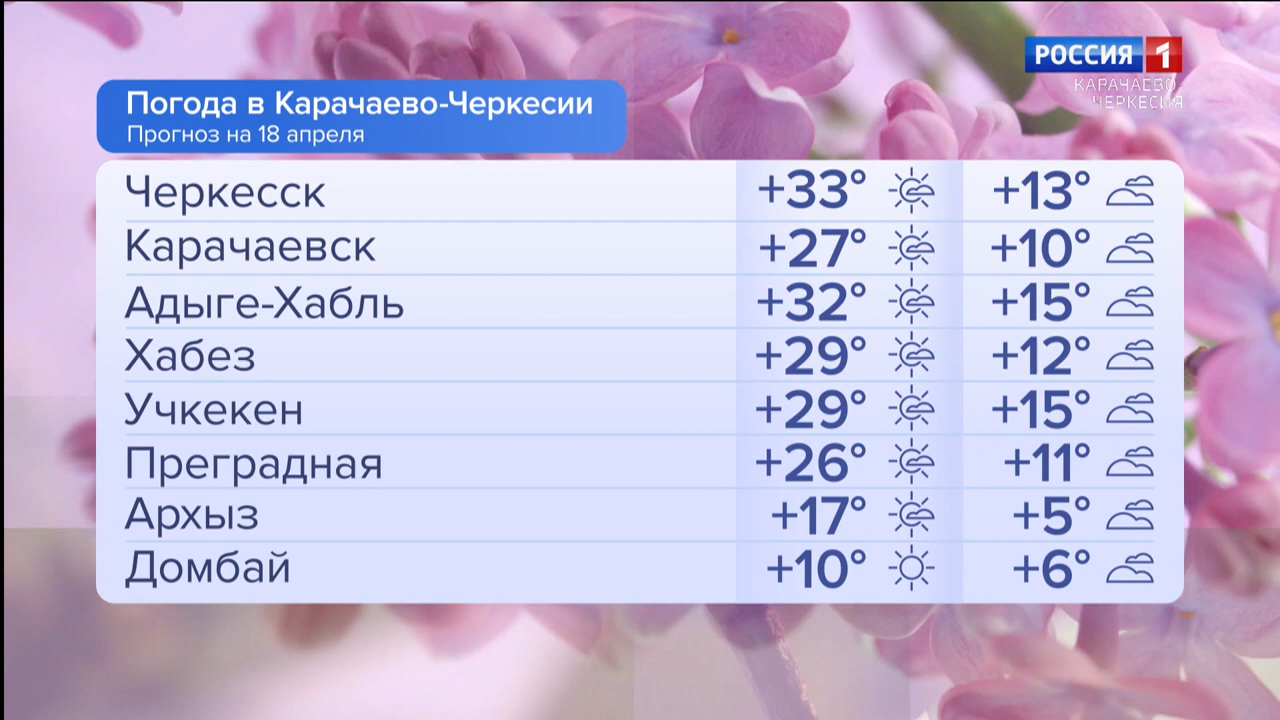 РОССИЯ 1
КАРАЧАЕВО-
ЧЕРКЕСИЯ
Погода в Карачаево-Черкесии
Прогноз на 18 апреля
Черкесск +33° +13°
Карачаевск +27° +10°
Адыге-Хабль +32° +15°
Хабез +29° +12°
Учкекен +29° +15°
Преградная +26° +11°
Архыз +17° +5°
Домбай +10° +6°